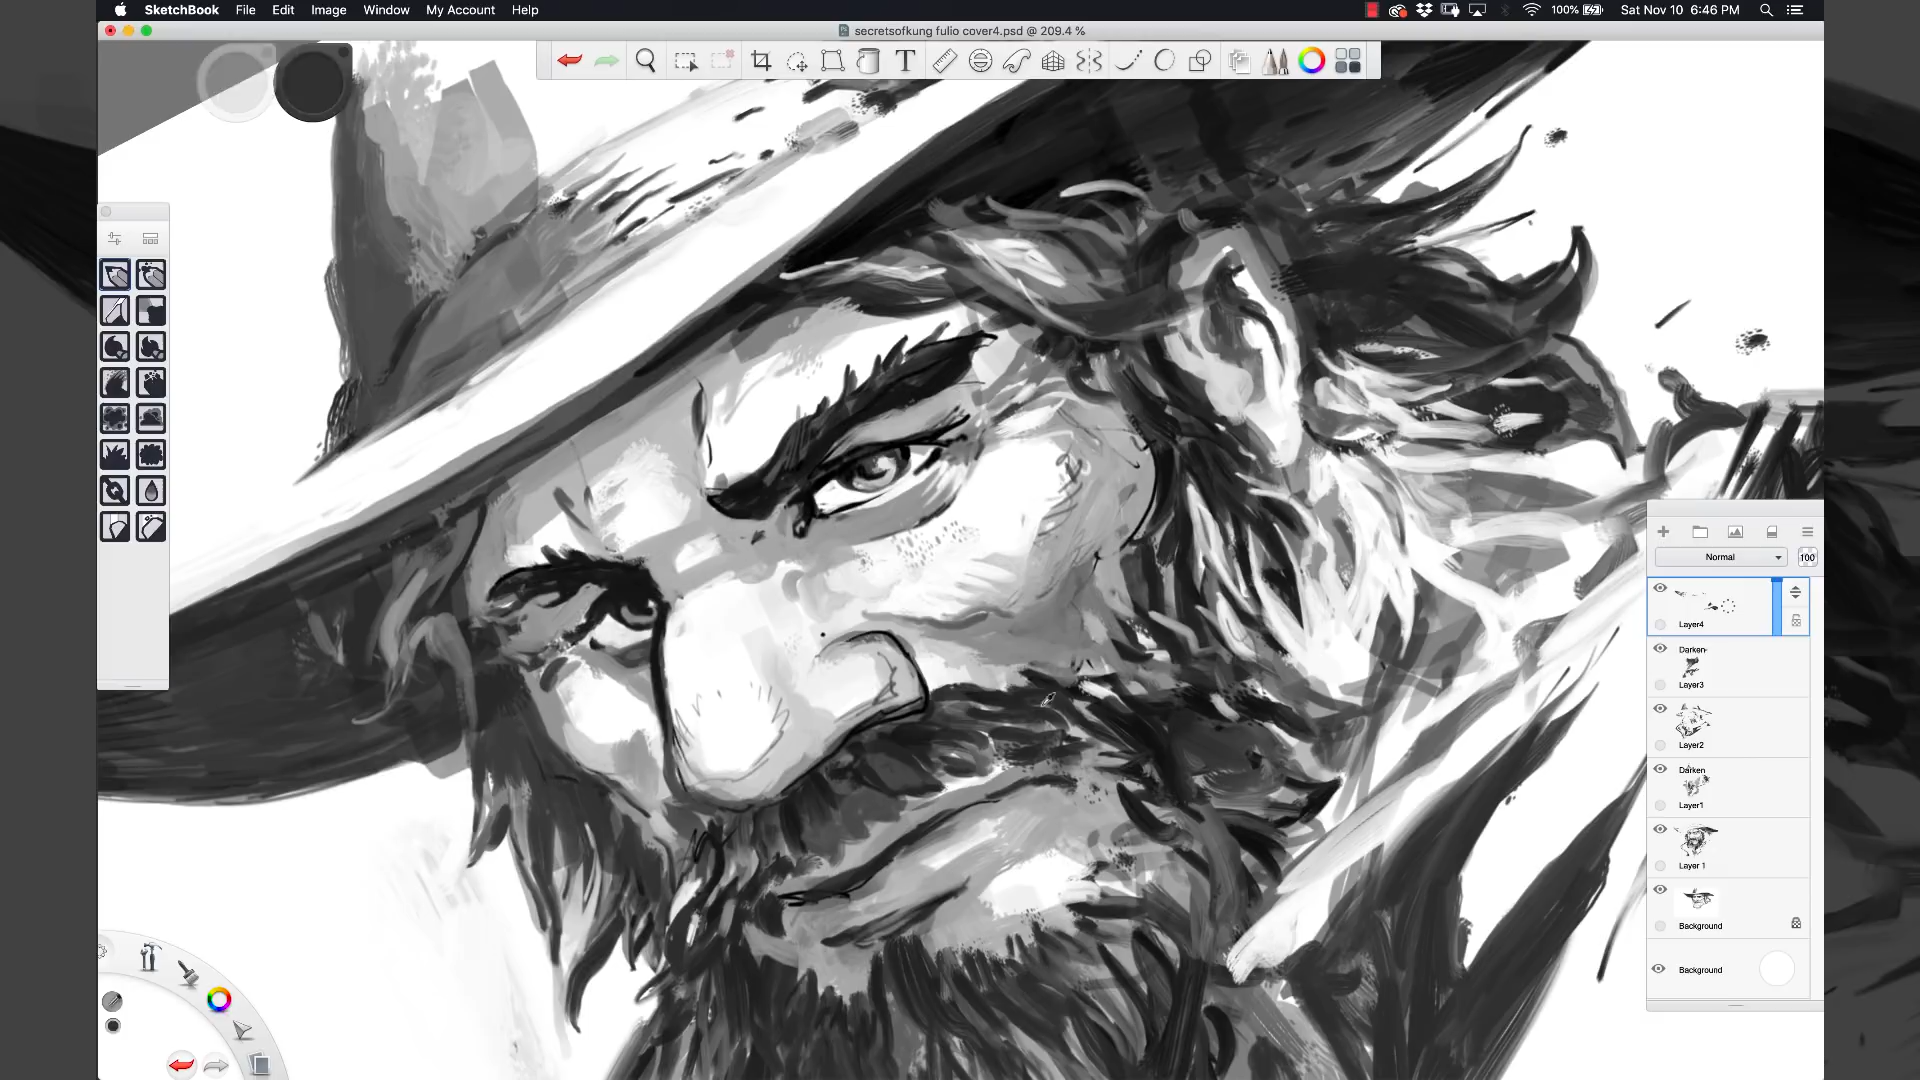 SketchBook File Edit Image Window My Account Help 100% Sat Nov 10 6:46 PM
secretsofkung fulio cover4.psd @ 209.4 %
T
Normal 100
Layer4
Darken
Layer3
Layer2
Darken
Layer1
Layer 1
Background
Background